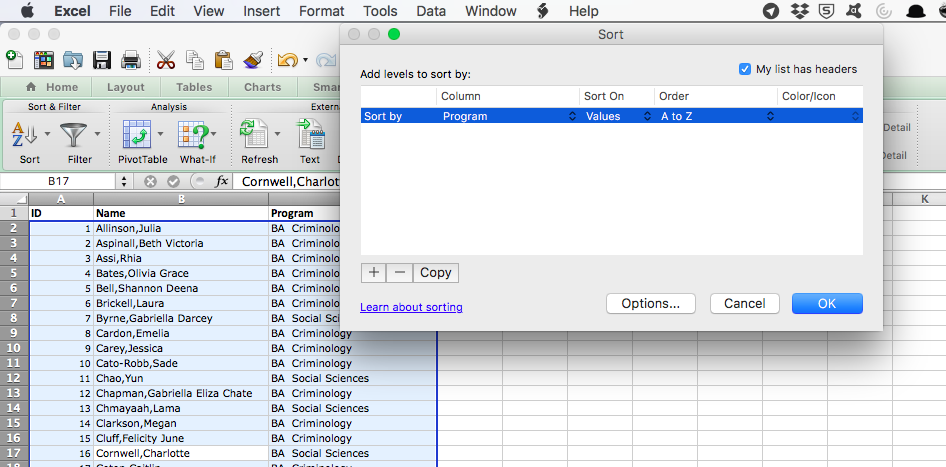 Excel File Edit View Insert Format Tools Data Window Help
Sort
Home Layout Tables Charts
Add levels to sort by:
My list has headers
Sort & Filter Analysis
Column Sort On Order Color/Icon
Sort by Program Values A to Z
Detail
Detail
Sort Filter PivotTable What-If Refresh Text
B17 fx Cornwell,Charlot
A B K
1 ID Name Program
2 1 Allinson,Julia BA Criminolo
3 2 Aspinall,Beth Victoria BA Criminolo
4 3 Assi,Rhia BA Criminolo
5 4 Bates,Olivia Grace BA Criminolo
6 5 Bell,Shannon Deena BA Criminolo
7 6 Brickell,Laura BA Criminolo
8 7 Byrne,Gabriella Darcey BA Social Sci
+ − Copy
Learn about sorting
Options... Cancel OK
9 8 Cardon,Emelia BA Criminology
10 9 Carey,Jessica BA Criminology
11 10 Cato-Robb,Sade BA Criminology
12 11 Chao,Yun BA Social Sciences
13 12 Chapman,Gabriella Eliza Chate BA Criminology
14 13 Chmayaah,Lama BA Social Sciences
15 14 Clarkson,Megan BA Criminology
16 15 Cluff,Felicity June BA Criminology
17 16 Cornwell,Charlotte BA Social Sciences